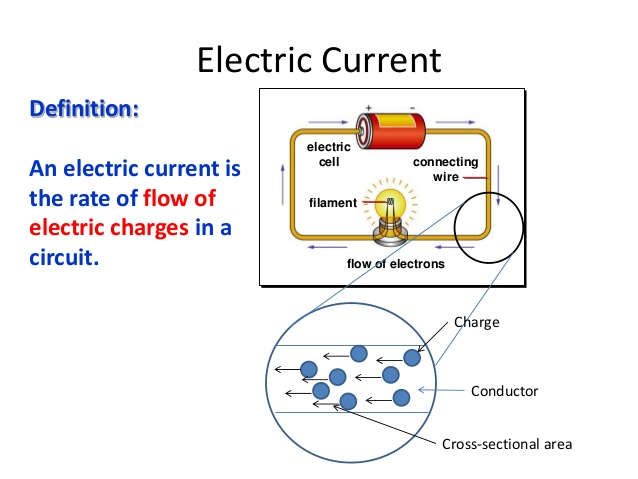 Electric Current
Definition:
An electric current is
the rate of flow of
electric charges in a
circuit.
+ -
electric
cell
connecting
wire
filament
flow of electrons
Charge
Conductor
Cross-sectional area